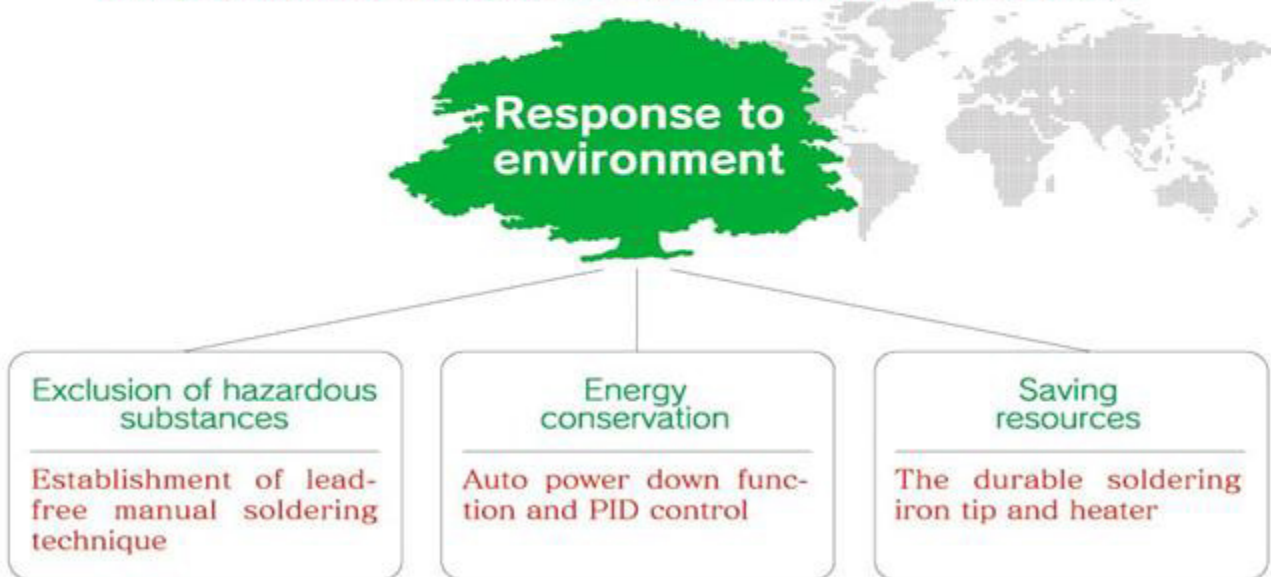 Response to
environment
Exclusion of hazardous
substances
Establishment of lead-
free manual soldering
technique
Energy
conservation
Auto power down func-
tion and PID control
Saving
resources
The durable soldering
iron tip and heater